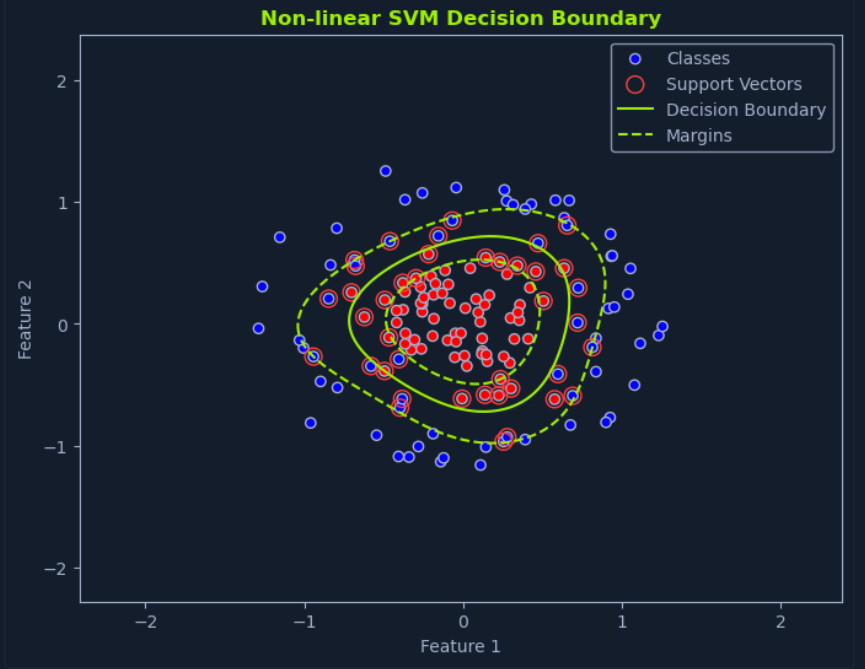 Non-linear SVM Decision Boundary
Classes
Support Vectors
Decision Boundary
Margins
2
1
0
−1
−2
Feature 2
−2
−1
0
1
2
Feature 1